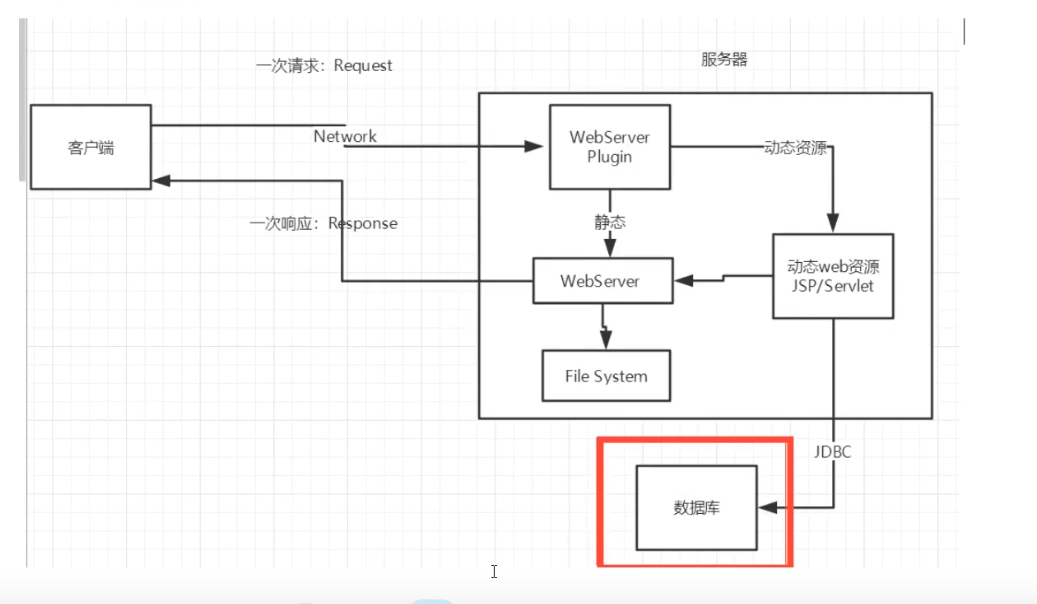 一次请求：Request
服务器
客户端
Network
WebServer
Plugin
动态资源
一次响应：Response
静态
动态web资源
JSP/Servlet
WebServer
File System
JDBC
数据库